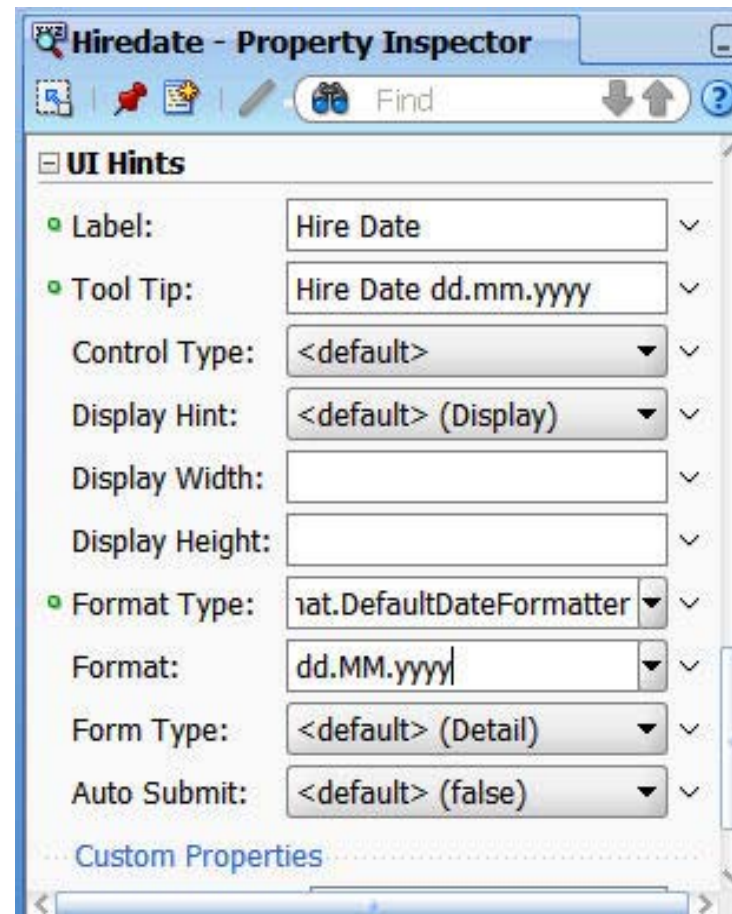 Hiredate - Property Inspector
Find
UI Hints
Label: Hire Date
Tool Tip: Hire Date dd.mm.yyyy
Control Type: <default>
Display Hint: <default> (Display)
Display Width:
Display Height:
Format Type: nat.DefaultDateFormatter
Format: dd.MM.yyyy
Form Type: <default> (Detail)
Auto Submit: <default> (false)
Custom Properties